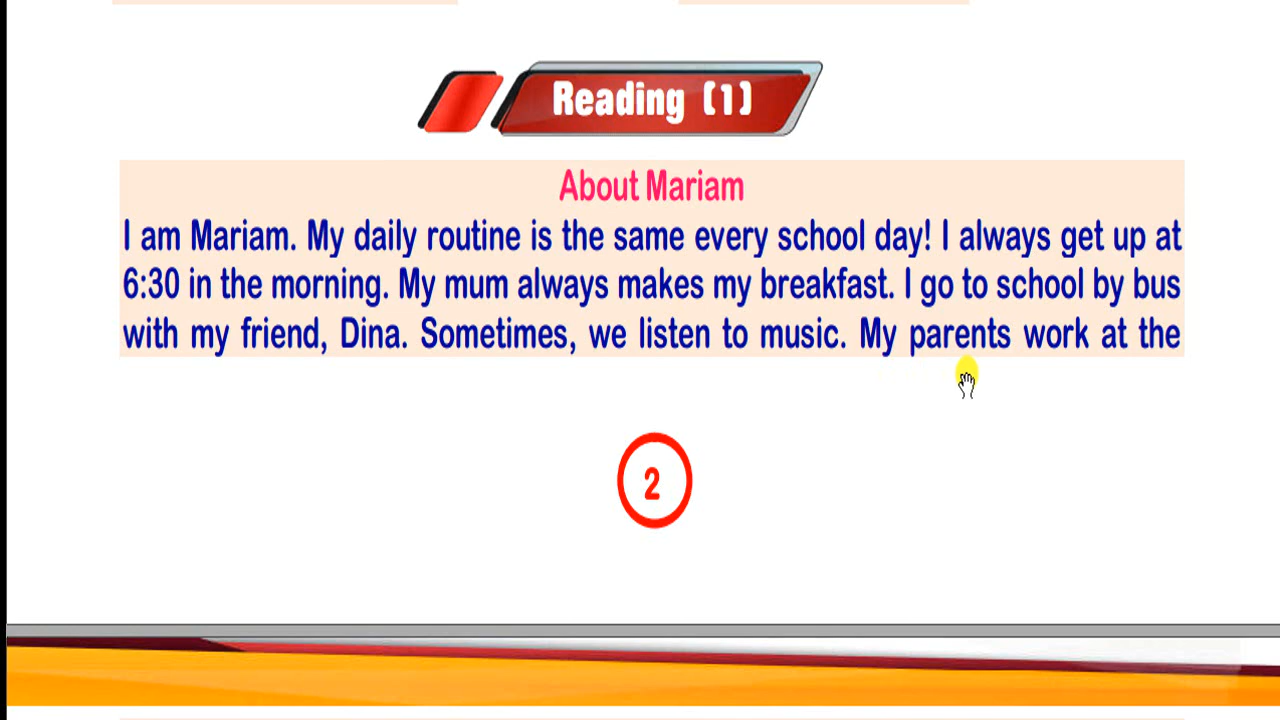 Reading (1)
About Mariam
I am Mariam. My daily routine is the same every school day! I always get up at
6:30 in the morning. My mum always makes my breakfast. I go to school by bus
with my friend, Dina. Sometimes, we listen to music. My parents work at the
2